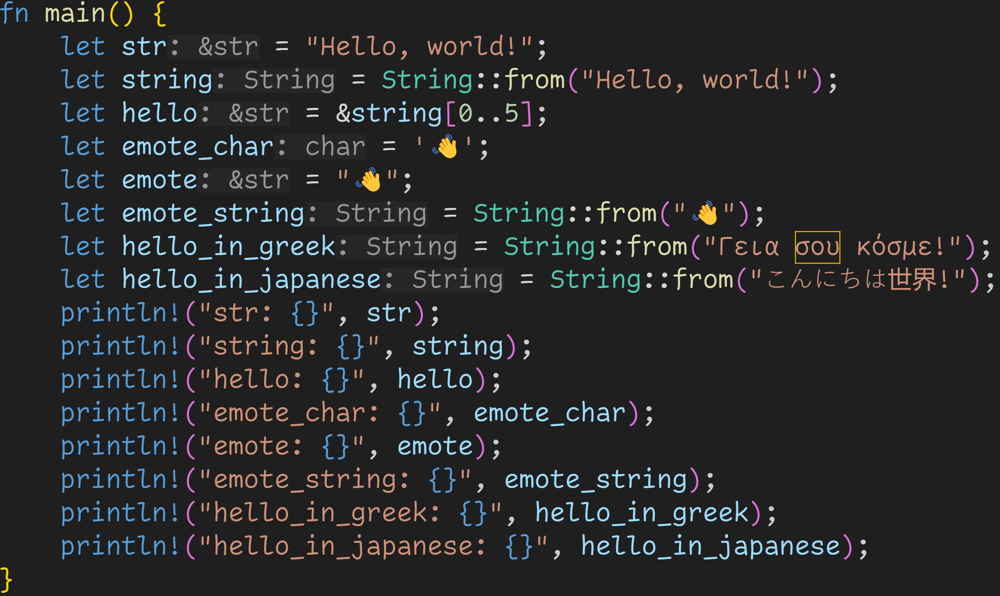 fn main() {
    let str: &str = "Hello, world!";
    let string: String = String::from("Hello, world!");
    let hello: &str = &string[0..5];
    let emote_char: char = '👋';
    let emote: &str = "👋";
    let emote_string: String = String::from("👋");
    let hello_in_greek: String = String::from("Γεια σου κόσμε!");
    let hello_in_japanese: String = String::from("こんにちは世界!");
    println!("str: {}", str);
    println!("string: {}", string);
    println!("hello: {}", hello);
    println!("emote_char: {}", emote_char);
    println!("emote: {}", emote);
    println!("emote_string: {}", emote_string);
    println!("hello_in_greek: {}", hello_in_greek);
    println!("hello_in_japanese: {}", hello_in_japanese);
}